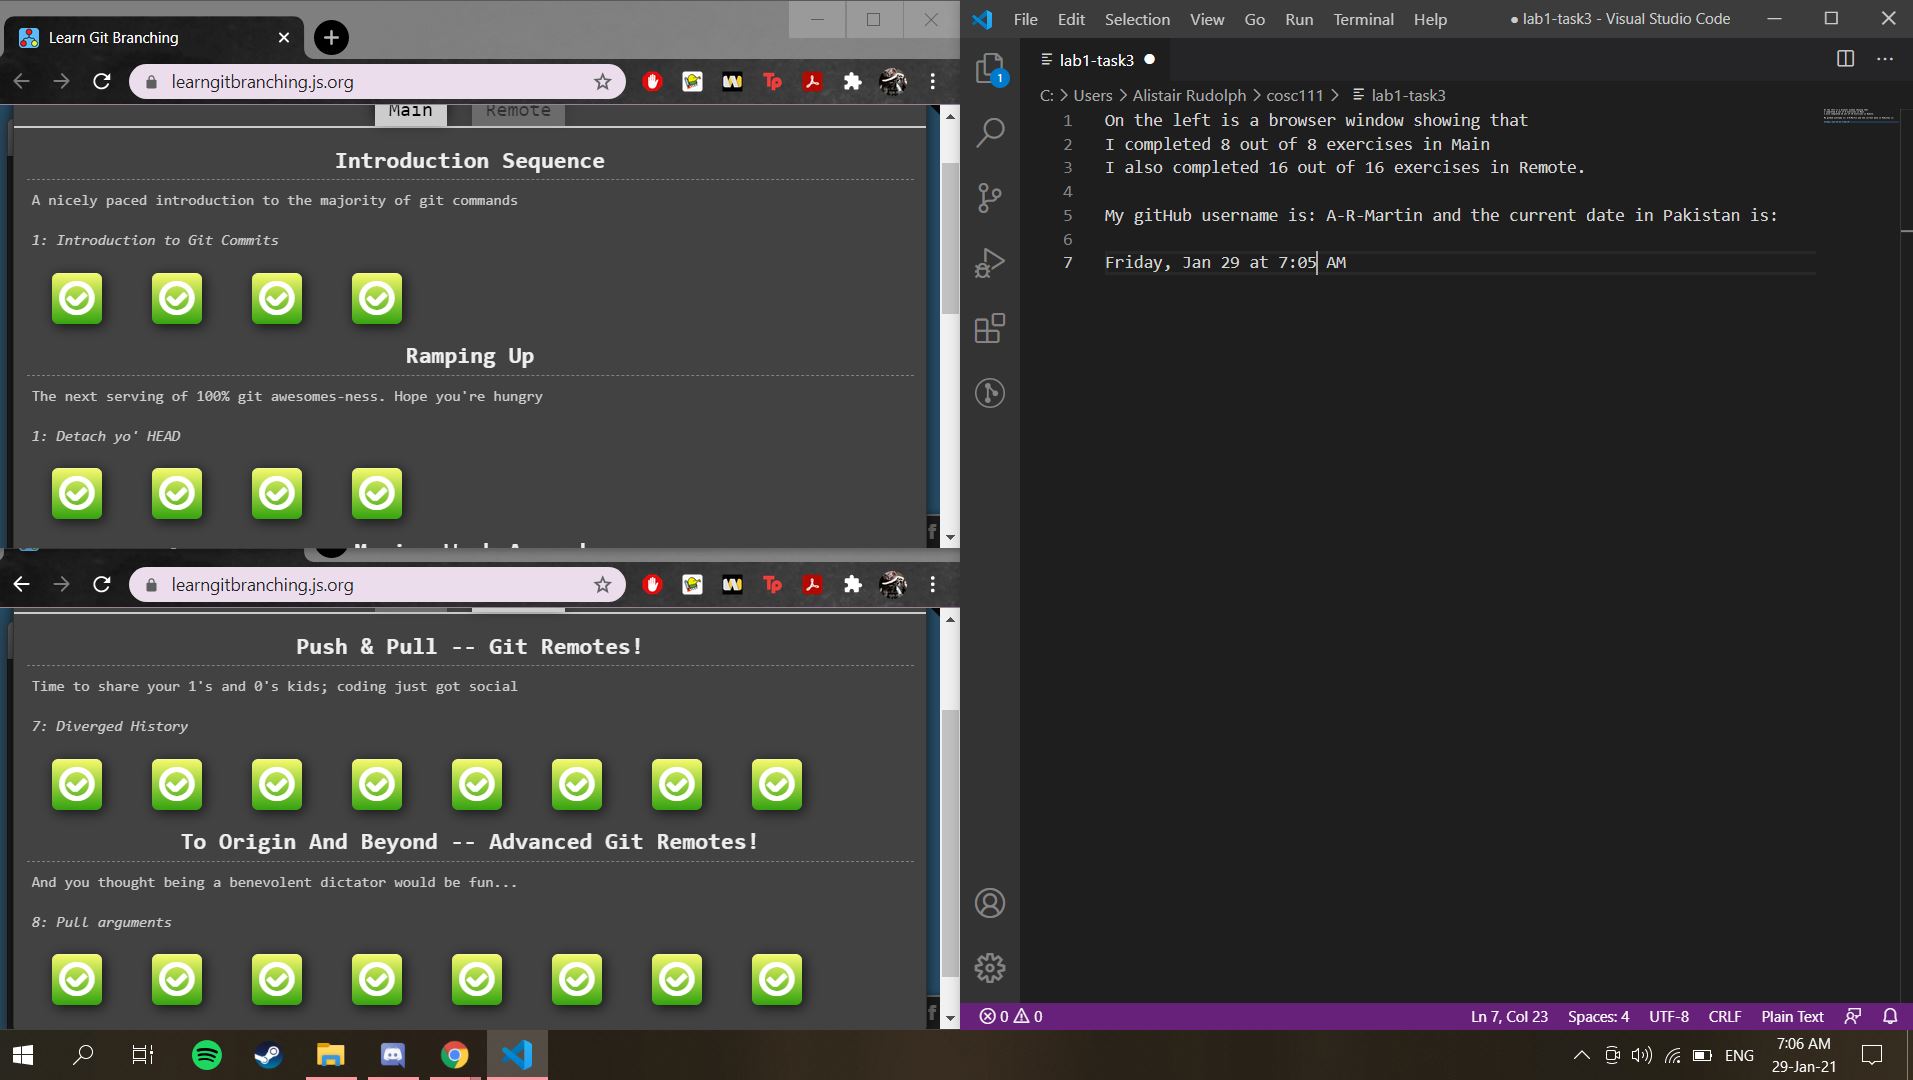 Learn Git Branching
learngitbranching.js.org
Main
Remote
Introduction Sequence
A nicely paced introduction to the majority of git commands
1: Introduction to Git Commits
Ramping Up
The next serving of 100% git awesomes-ness. Hope you're hungry
1: Detach yo' HEAD
learngitbranching.js.org
Push & Pull -- Git Remotes!
Time to share your 1's and 0's kids; coding just got social
7: Diverged History
To Origin And Beyond -- Advanced Git Remotes!
And you thought being a benevolent dictator would be fun...
8: Pull arguments
File Edit Selection View Go Run Terminal Help ● lab1-task3 - Visual Studio Code
lab1-task3
1
C: > Users > Alistair Rudolph > cosc111 > lab1-task3
1 On the left is a browser window showing that
2 I completed 8 out of 8 exercises in Main
3 I also completed 16 out of 16 exercises in Remote.
4
5 My gitHub username is: A-R-Martin and the current date in Pakistan is:
6
7 Friday, Jan 29 at 7:05 AM
0 0 Ln 7, Col 23 Spaces: 4 UTF-8 CRLF Plain Text
ENG
7:06 AM
29-Jan-21